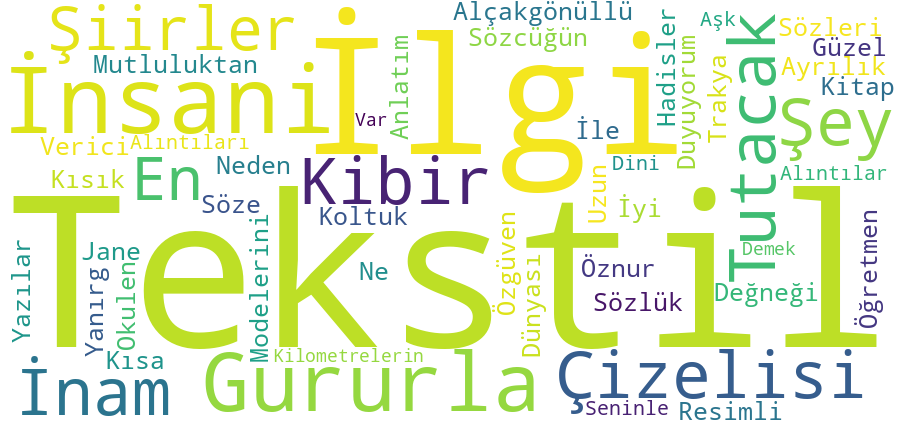 Şiirler
Alçakgönüllü
Sözcüğün
Aşk
Sözleri
Güzel
Mutluluktan
İnsani
İlgi
Anlatım
Var
Hadisler
Duyuyorum
Trakya
Tutacak
Ayrılık
Kitap
Şey
Verici
Alıntıları
İle
Kısık
En
Neden
Kibir
Dini
Alıntılar
Söze
Koltuk
Uzun
İyi
Tekstil
Yazılar
Jane
Yanırg
Okulen
Modelerini
Ne
Özgüven
Dünyası
Öznur
Sözlük
Demek
Değneği
Öğretmen
Kısa
Kilometrelerin
İnam
Gururla
Çizelisi
Seninle
Resimli